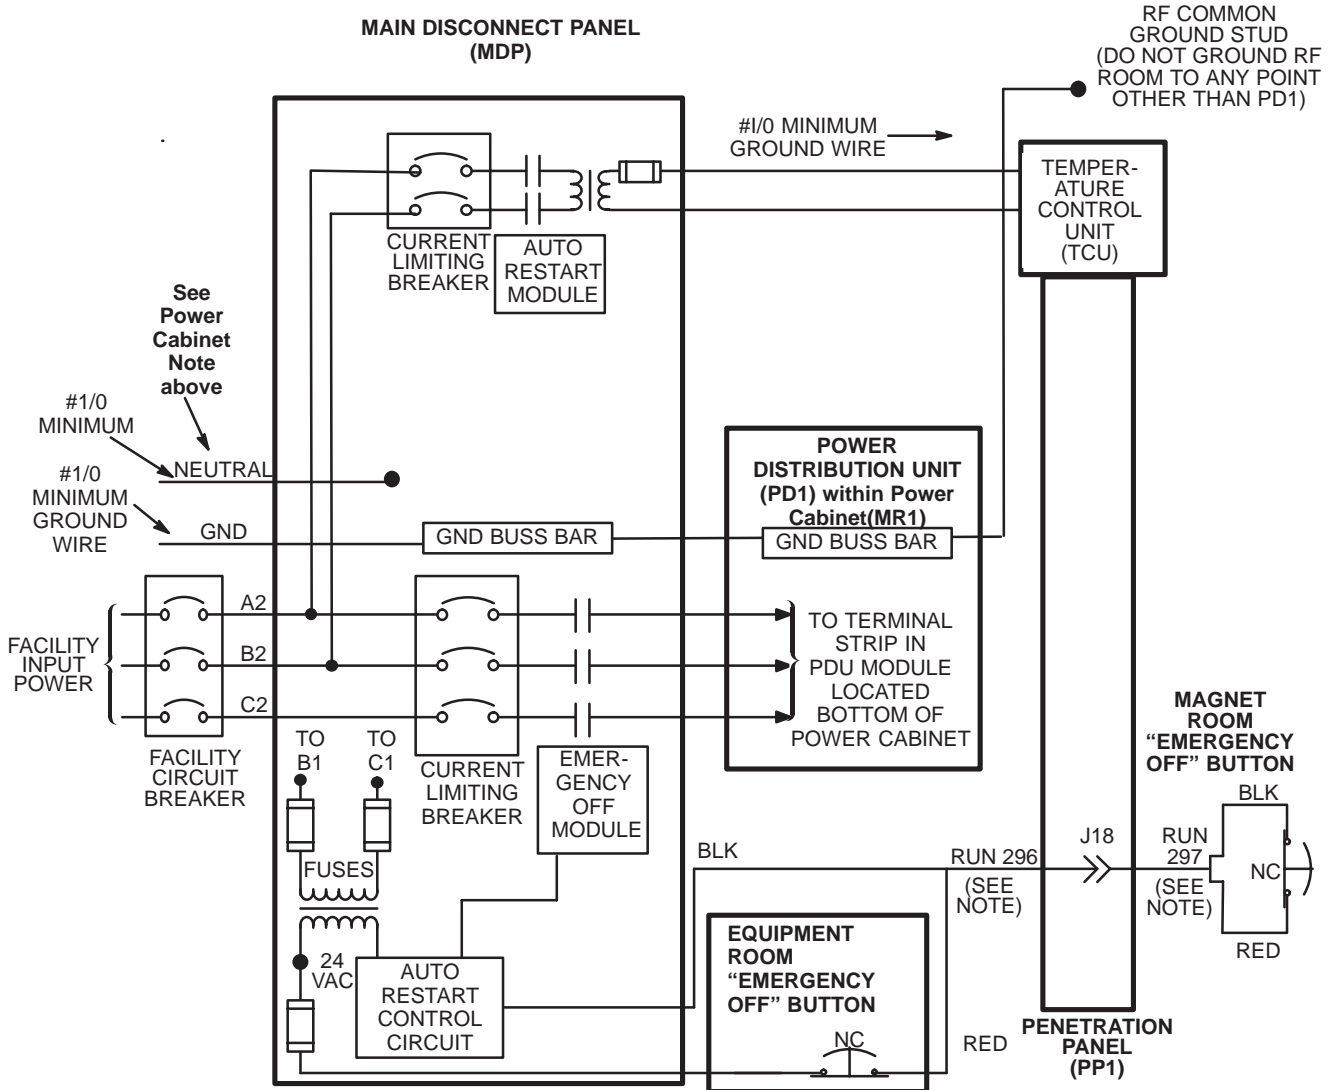 MAIN DISCONNECT PANEL
(MDP)
RF COMMON
GROUND STUD
(DO NOT GROUND RF
ROOM TO ANY POINT
OTHER THAN PD1)
#I/0 MINIMUM
GROUND WIRE
TEMPER-
ATURE
CONTROL
UNIT
(TCU)
CURRENT
LIMITING
BREAKER
AUTO
RESTART
MODULE
See
Power
Cabinet
Note
above
#1/0
MINIMUM
NEUTRAL
#1/0
MINIMUM
GROUND
WIRE
GND
GND BUSS BAR
POWER
DISTRIBUTION UNIT
(PD1) within Power
Cabinet(MR1)
GND BUSS BAR
FACILITY
INPUT
POWER
A2
B2
C2
TO TERMINAL
STRIP IN
PDU MODULE
LOCATED
BOTTOM OF
POWER CABINET
FACILITY
CIRCUIT
BREAKER
TO
B1
TO
C1
CURRENT
LIMITING
BREAKER
EMER-
GENCY
OFF
MODULE
FUSES
24
VAC
AUTO
RESTART
CONTROL
CIRCUIT
BLK
RUN 296
(SEE
NOTE)
J18
RUN
297
(SEE
NOTE)
MAGNET
ROOM
“EMERGENCY
OFF” BUTTON
BLK
NC
RED
EQUIPMENT
ROOM
“EMERGENCY
OFF” BUTTON
NC
RED
PENETRATION
PANEL
(PP1)